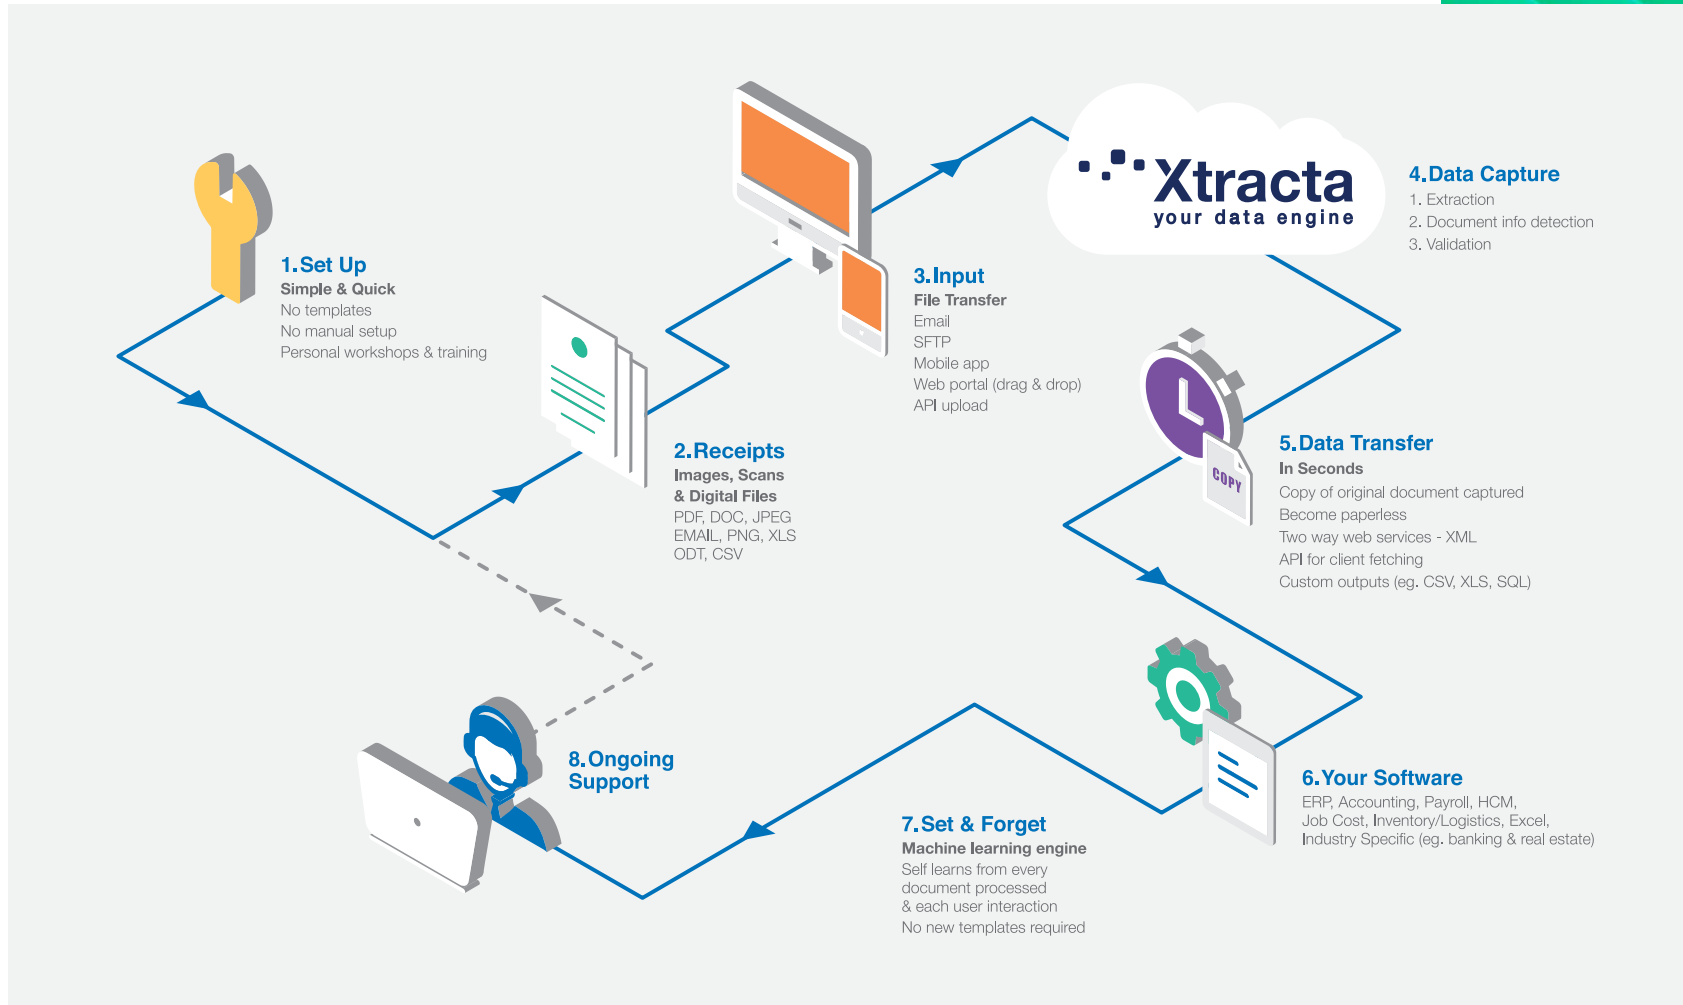 1. Set Up
Simple & Quick
No templates
No manual setup
Personal workshops & training
2. Receipts
Images, Scans
& Digital Files
PDF, DOC, JPEG
EMAIL, PNG, XLS
ODT, CSV
3. Input
File Transfer
Email
SFTP
Mobile app
Web portal (drag & drop)
API upload
Xtracta
your data engine
4. Data Capture
1. Extraction
2. Document info detection
3. Validation
COPY
5. Data Transfer
In Seconds
Copy of original document captured
Become paperless
Two way web services - XML
API for client fetching
Custom outputs (eg. CSV, XLS, SQL)
6. Your Software
ERP, Accounting, Payroll, HCM,
Job Cost, Inventory/Logistics, Excel,
Industry Specific (eg. banking & real estate)
7. Set & Forget
Machine learning engine
Self learns from every
document processed
& each user interaction
No new templates required
8. Ongoing
Support